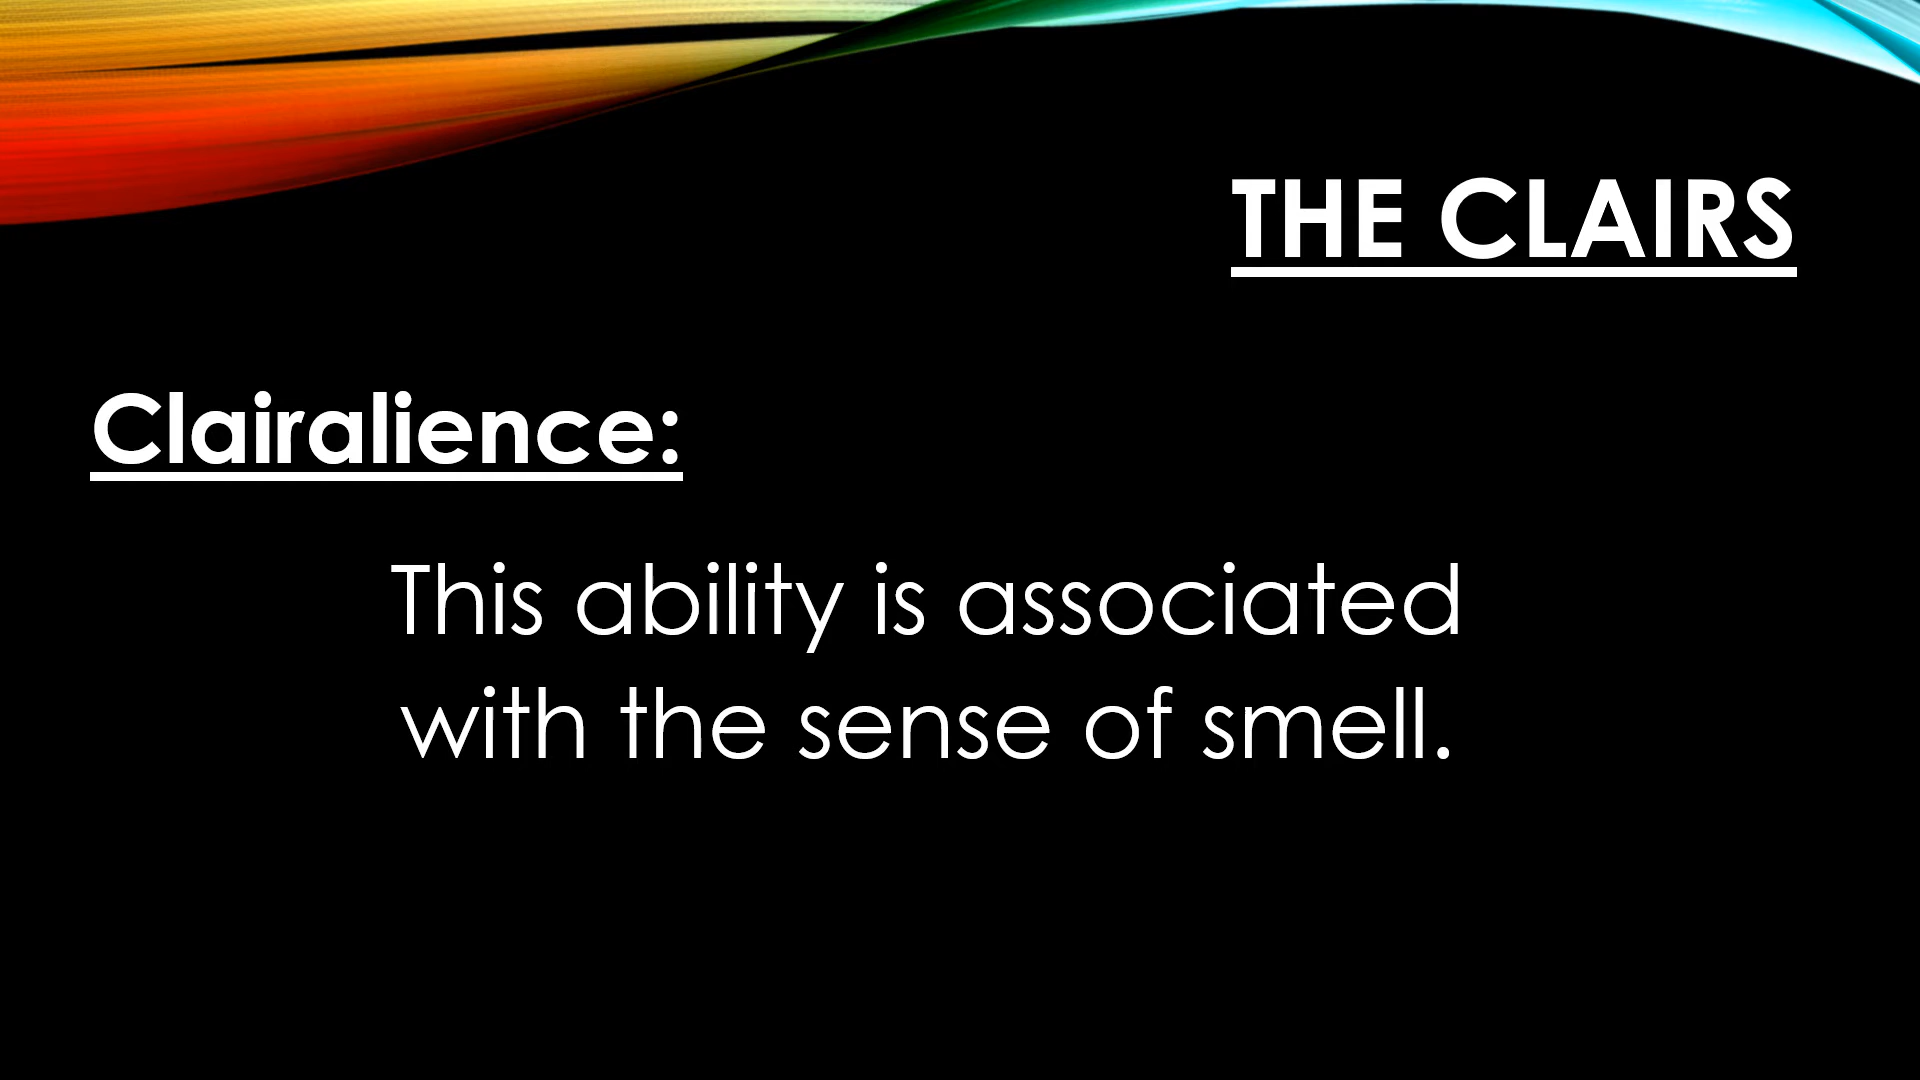 THE CLAIRS
Clairalience:
This ability is associated
with the sense of smell.